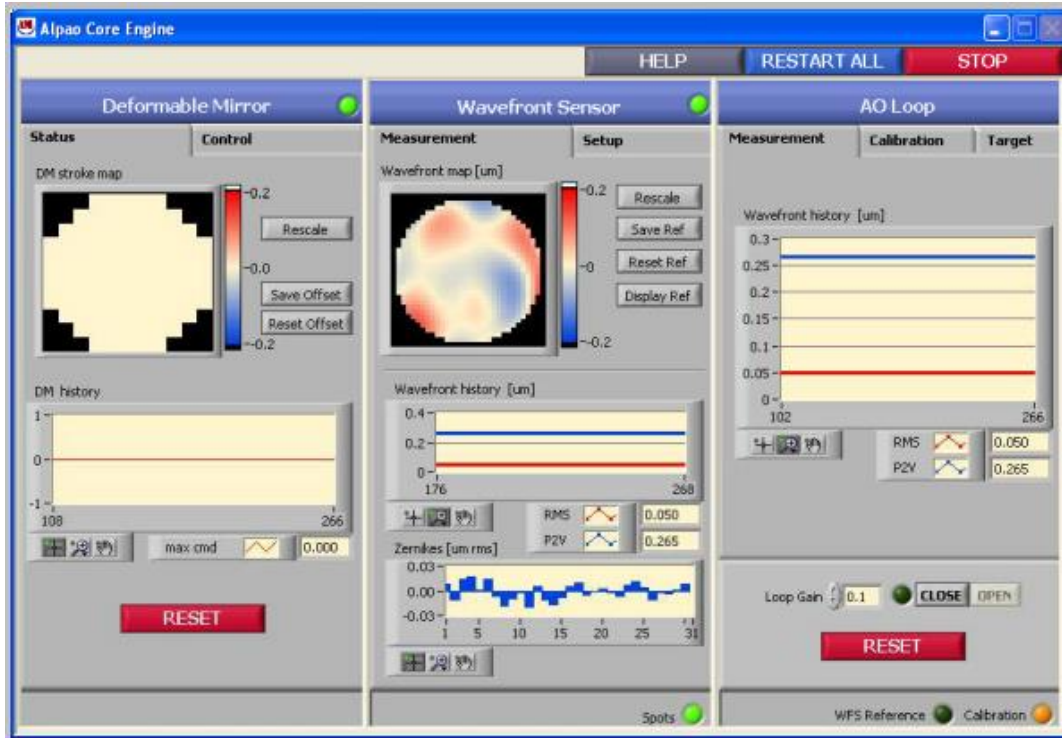 Alpao Core Engine
HELP RESTART ALL STOP
Deformable Mirror
Status Control
DM stroke map
0.2
Rescale
0.0
Save Offset
Reset Offset
-0.2
DM history
1
0
-1
108 266
max cmd 0.000
RESET
Wavefront Sensor
Measurement Setup
Wavefront map [um]
0.2
Rescale
Save Ref
0
Reset Ref
Display Ref
-0.2
Wavefront history [um]
0.4
0.2
0
176 268
RMS 0.050
P2V 0.265
Zernikes [um rms]
0.03
0.00
-0.03
1 5 10 15 20 25 31
Spots
AO Loop
Measurement Calibration Target
Wavefront history [um]
0.3
0.25
0.2
0.15
0.1
0.05
0
102 266
RMS 0.050
P2V 0.265
Loop Gain 0.1 CLOSE OPEN
RESET
WFS Reference Calibration